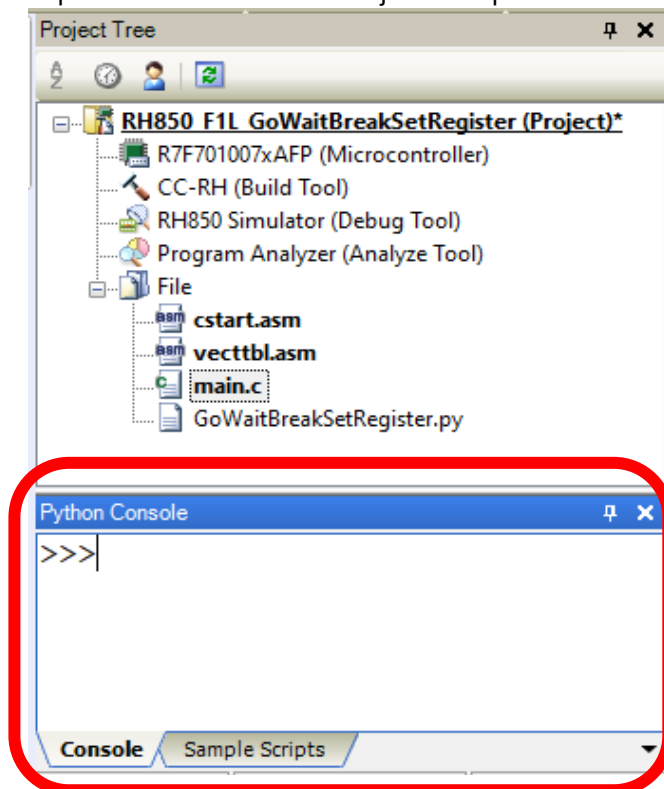 Project Tree
RH850_F1L_GoWaitBreakSetRegister (Project)*
R7F701007xAFP (Microcontroller)
CC-RH (Build Tool)
RH850 Simulator (Debug Tool)
Program Analyzer (Analyze Tool)
File
cstart.asm
vecttbl.asm
main.c
GoWaitBreakSetRegister.py
Python Console
>>>
Console Sample Scripts